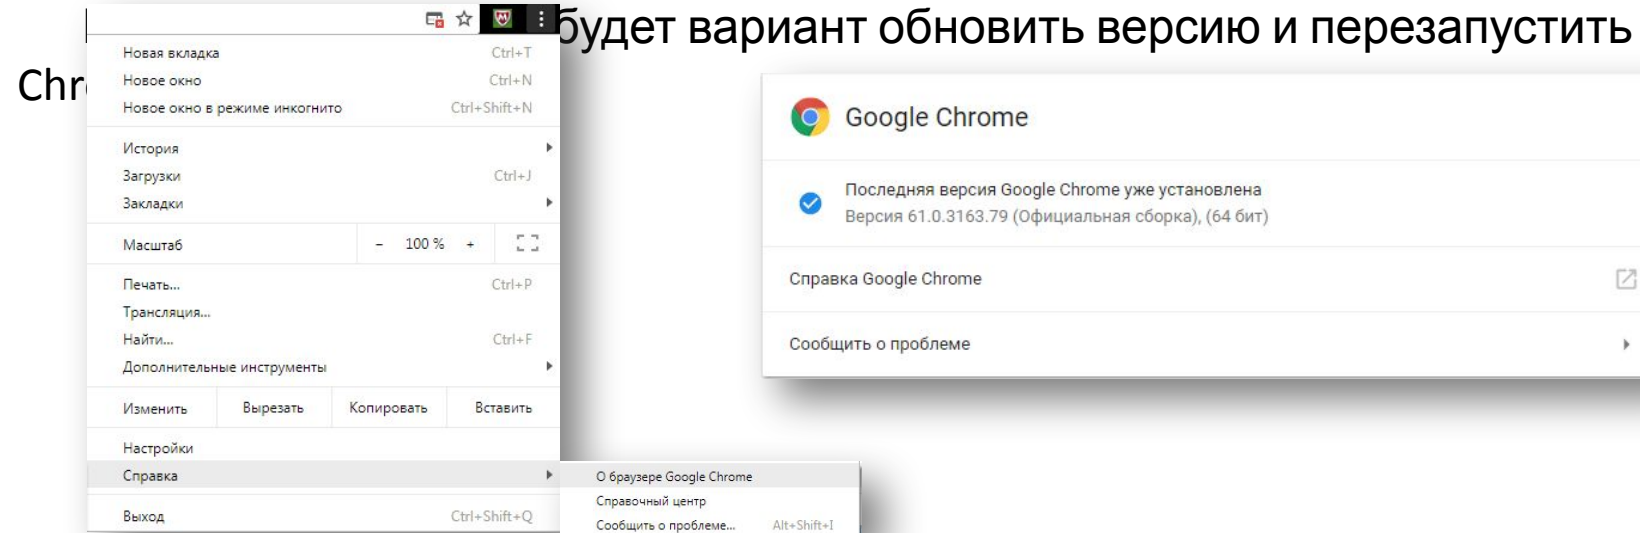 будет вариант обновить версию и перезапустить
Новая вкладка Ctrl+T
Новое окно Ctrl+N
Новое окно в режиме инкогнито Ctrl+Shift+N
История
Загрузки Ctrl+J
Закладки
Масштаб - 100 % +
Печать... Ctrl+P
Трансляция...
Найти... Ctrl+F
Дополнительные инструменты
Изменить Вырезать Копировать Вставить
Настройки
Справка
Выход Ctrl+Shift+Q
О браузере Google Chrome
Справочный центр
Сообщить о проблеме... Alt+Shift+I
Google Chrome
Последняя версия Google Chrome уже установлена
Версия 61.0.3163.79 (Официальная сборка), (64 бит)
Справка Google Chrome
Сообщить о проблеме